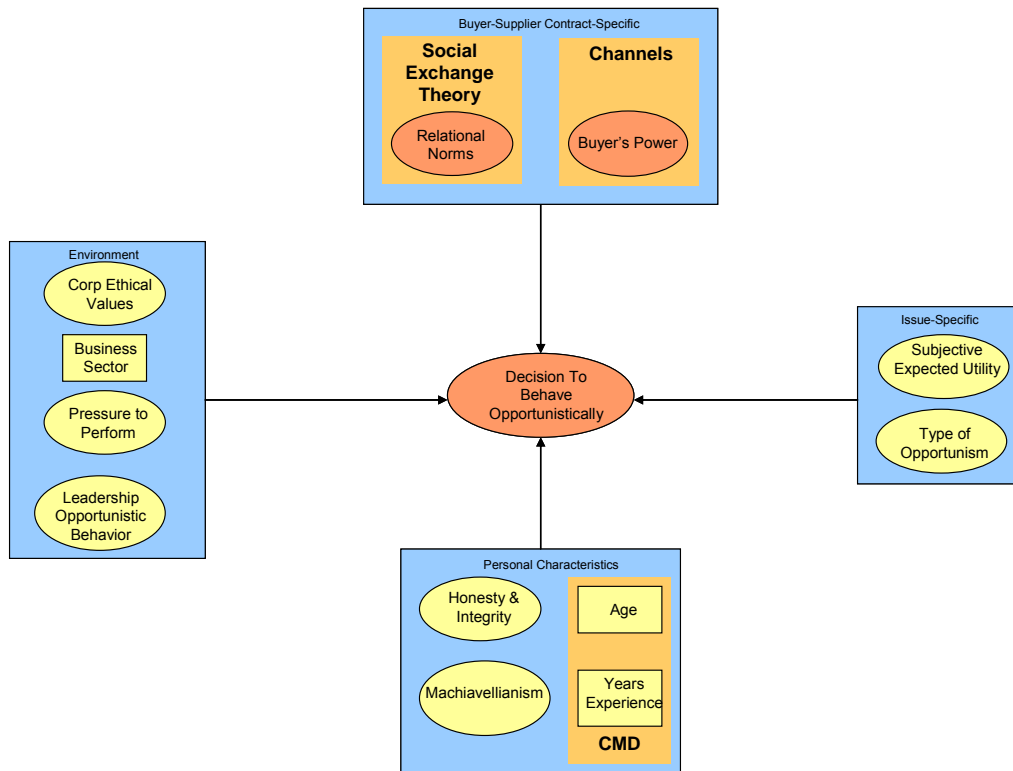 Buyer-Supplier Contract-Specific
Social
Exchange
Theory
Relational
Norms
Channels
Buyer’s Power
Environment
Corp Ethical
Values
Business
Sector
Pressure to
Perform
Leadership
Opportunistic
Behavior
Decision To
Behave
Opportunistically
Issue-Specific
Subjective
Expected Utility
Type of
Opportunism
Personal Characteristics
Honesty &
Integrity
Machiavellianism
Age
Years
Experience
CMD